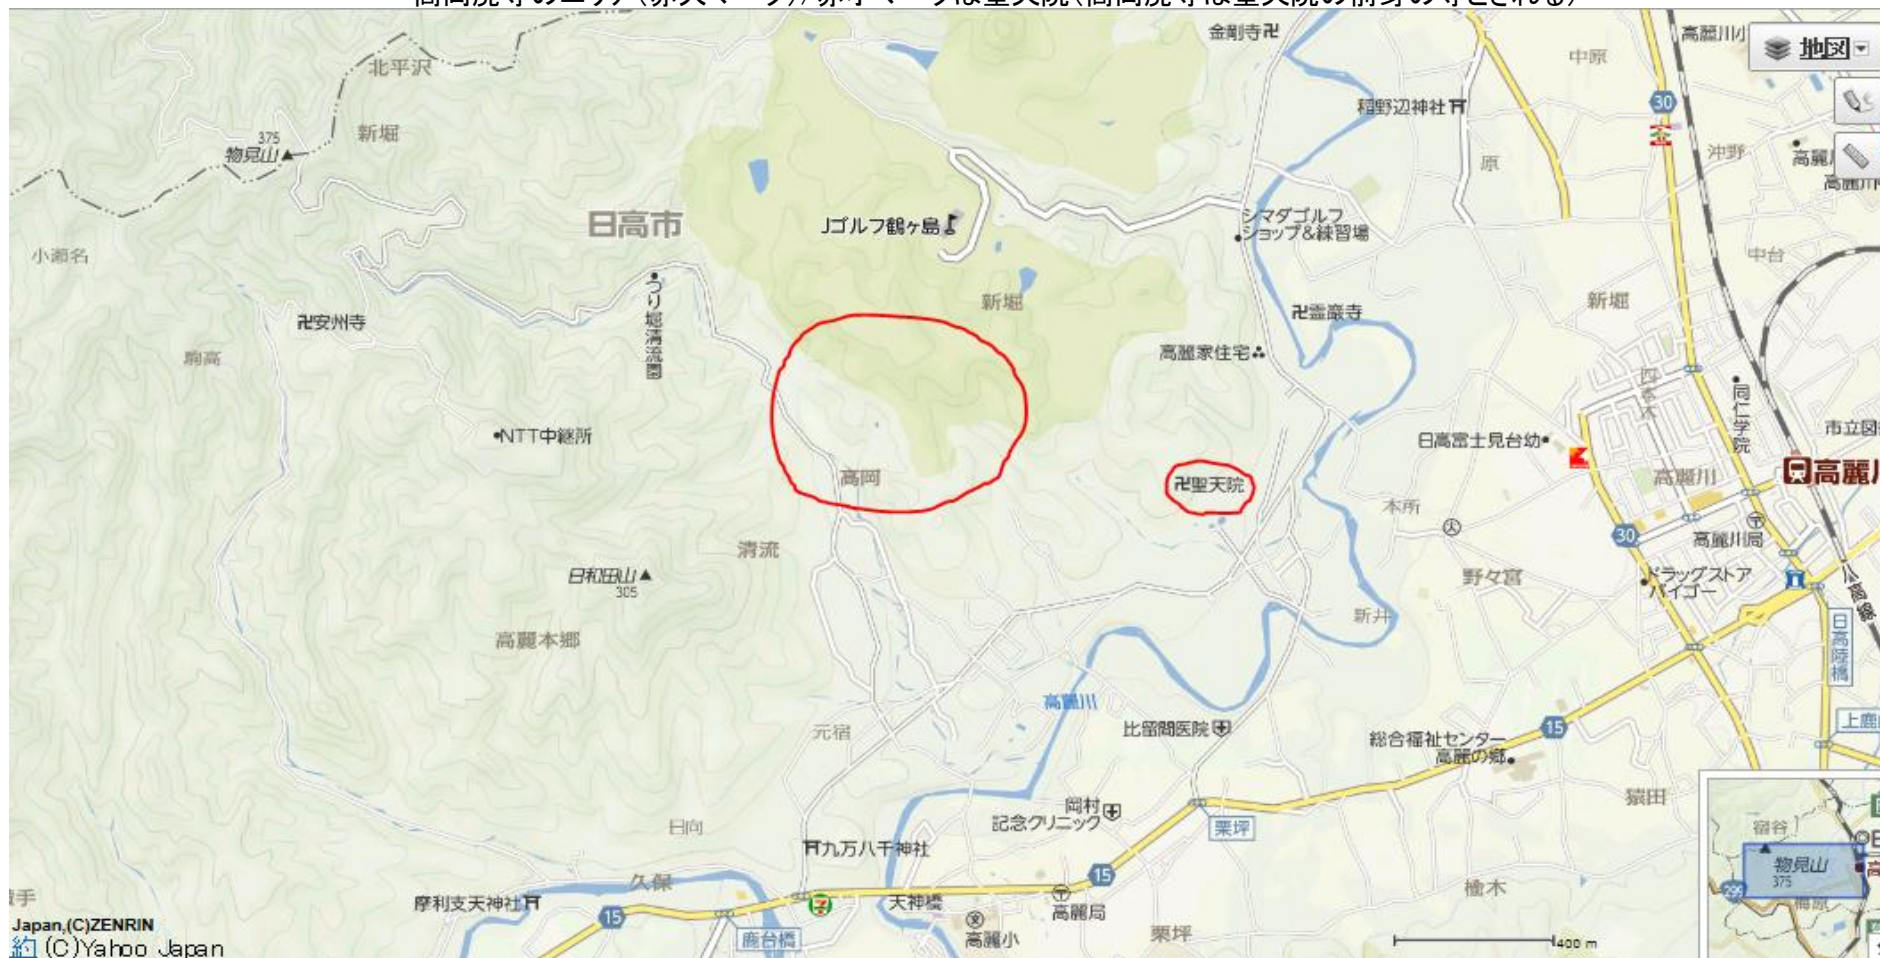 高岡廃寺のエリア(赤大マーク)/赤小マークは聖天院(高岡廃寺は聖天院の前身の寺とされる)
金剛寺
高麗川小
地図
北平沢
中原
30
稲野辺神社
新堀
375
物見山
原
沖野
高麗川
日高市
Jゴルフ鶴ヶ島
シマダゴルフ
ショップ&練習場
小瀬名
中台
つり堀清流園
新堀
新堀
安州寺
霊巌寺
駒高
高麗家住宅
四本木
同仁学院
NTT中継所
日高富士見台幼
市立図
高岡
聖天院
高麗川
高麗川
本所
30
高麗川局
清流
日和田山
305
野々宮
ドラッグストア
バイゴー
新井
高麗本郷
日高陸橋
高麗川
元宿
比留間医院
総合福祉センター
高麗の郷
15
上鹿
猿田
岡村
記念クリニック
栗坪
日向
九万八千神社
宿谷
物見山
375
299
梅原
15
久保
摩利支天神社
天神橋
高麗局
楡木
15
鹿台橋
高麗小
栗坪
400 m
Japan,(C)ZENRIN
約 (C)Yahoo Japan